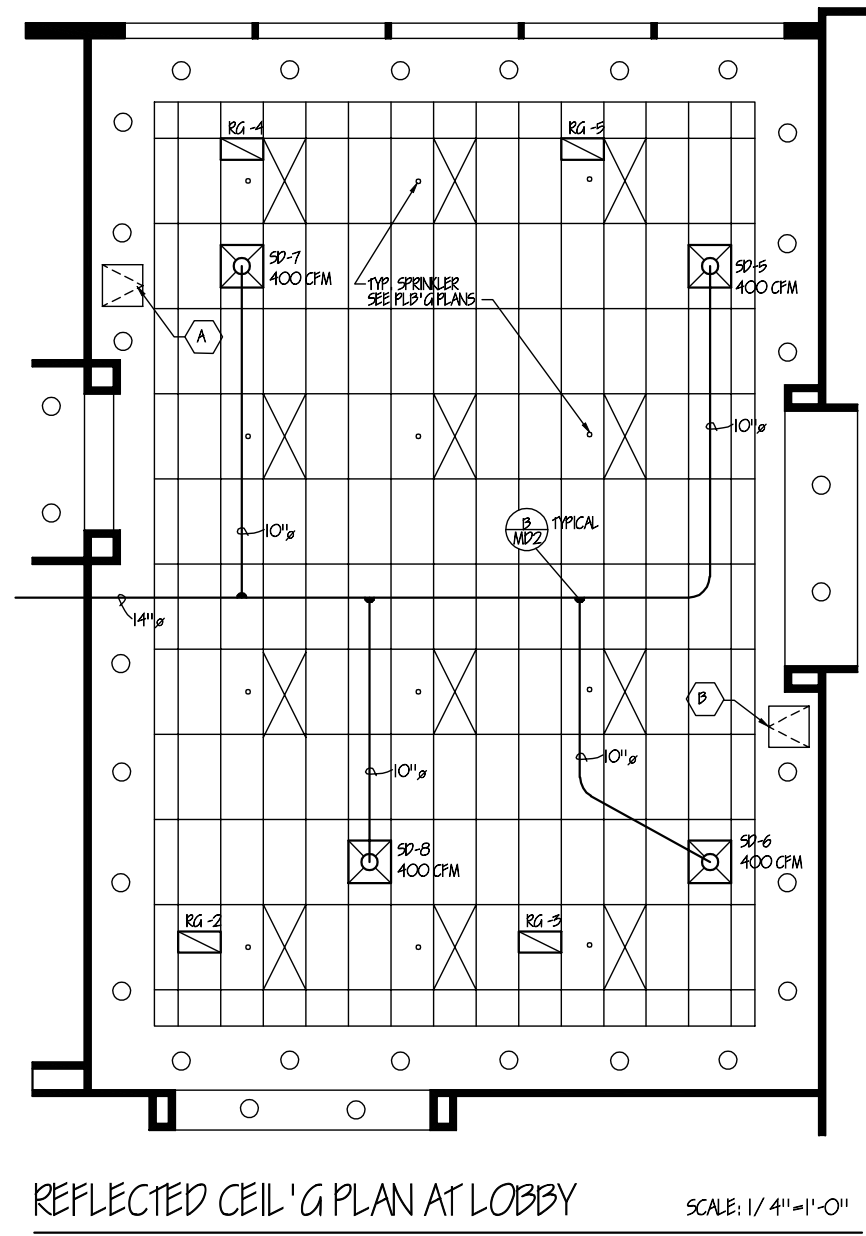 RG -4
RG -5
SD-7
400 CFM
SD-5
400 CFM
TYP. SPRINKLER
SEE PLB'G PLANS
A
10"ø
10"ø
B
MD2
TYPICAL
14"ø
B
10"ø
10"ø
SD-8
400 CFM
SD-6
400 CFM
RG -2
RG -3
REFLECTED CEIL'G PLAN AT LOBBY
SCALE: 1/4"=1'-0"